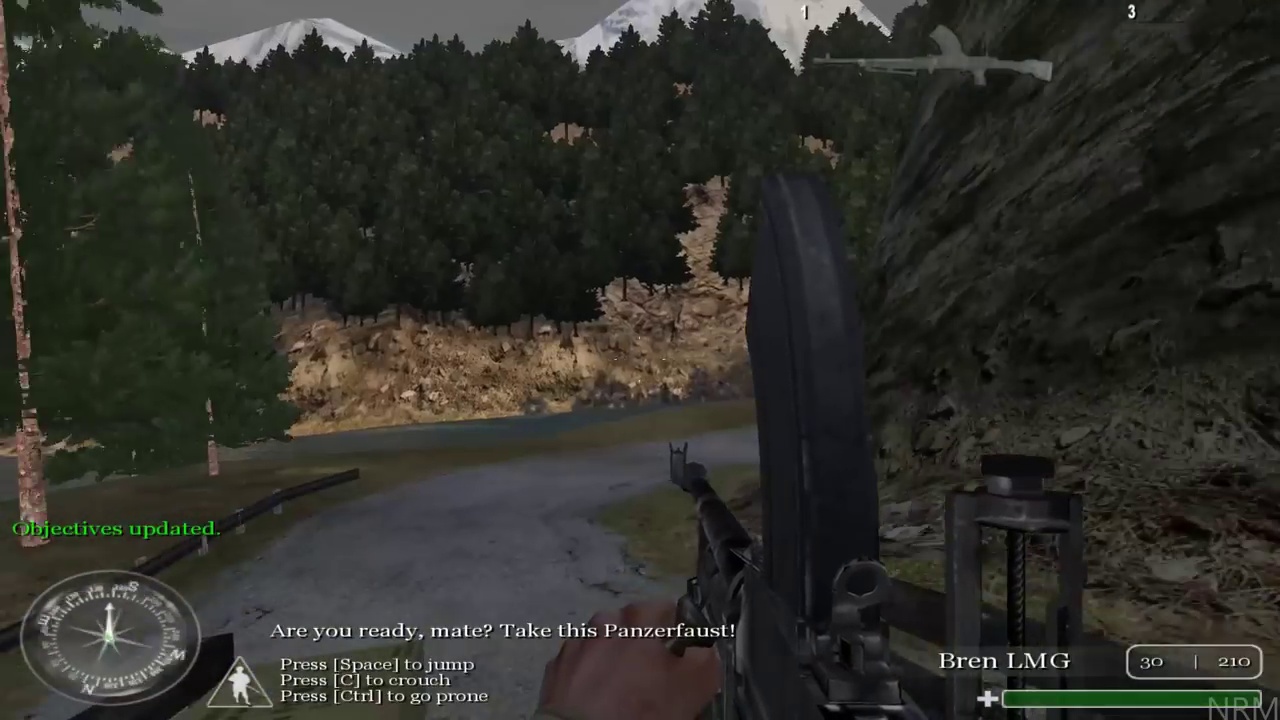 1
3
Objectives updated.
S
W
N
Are you ready, mate? Take this Panzerfaust!
Press [Space] to jump
Press [C] to crouch
Press [Ctrl] to go prone
Bren LMG
30 | 210
NRM